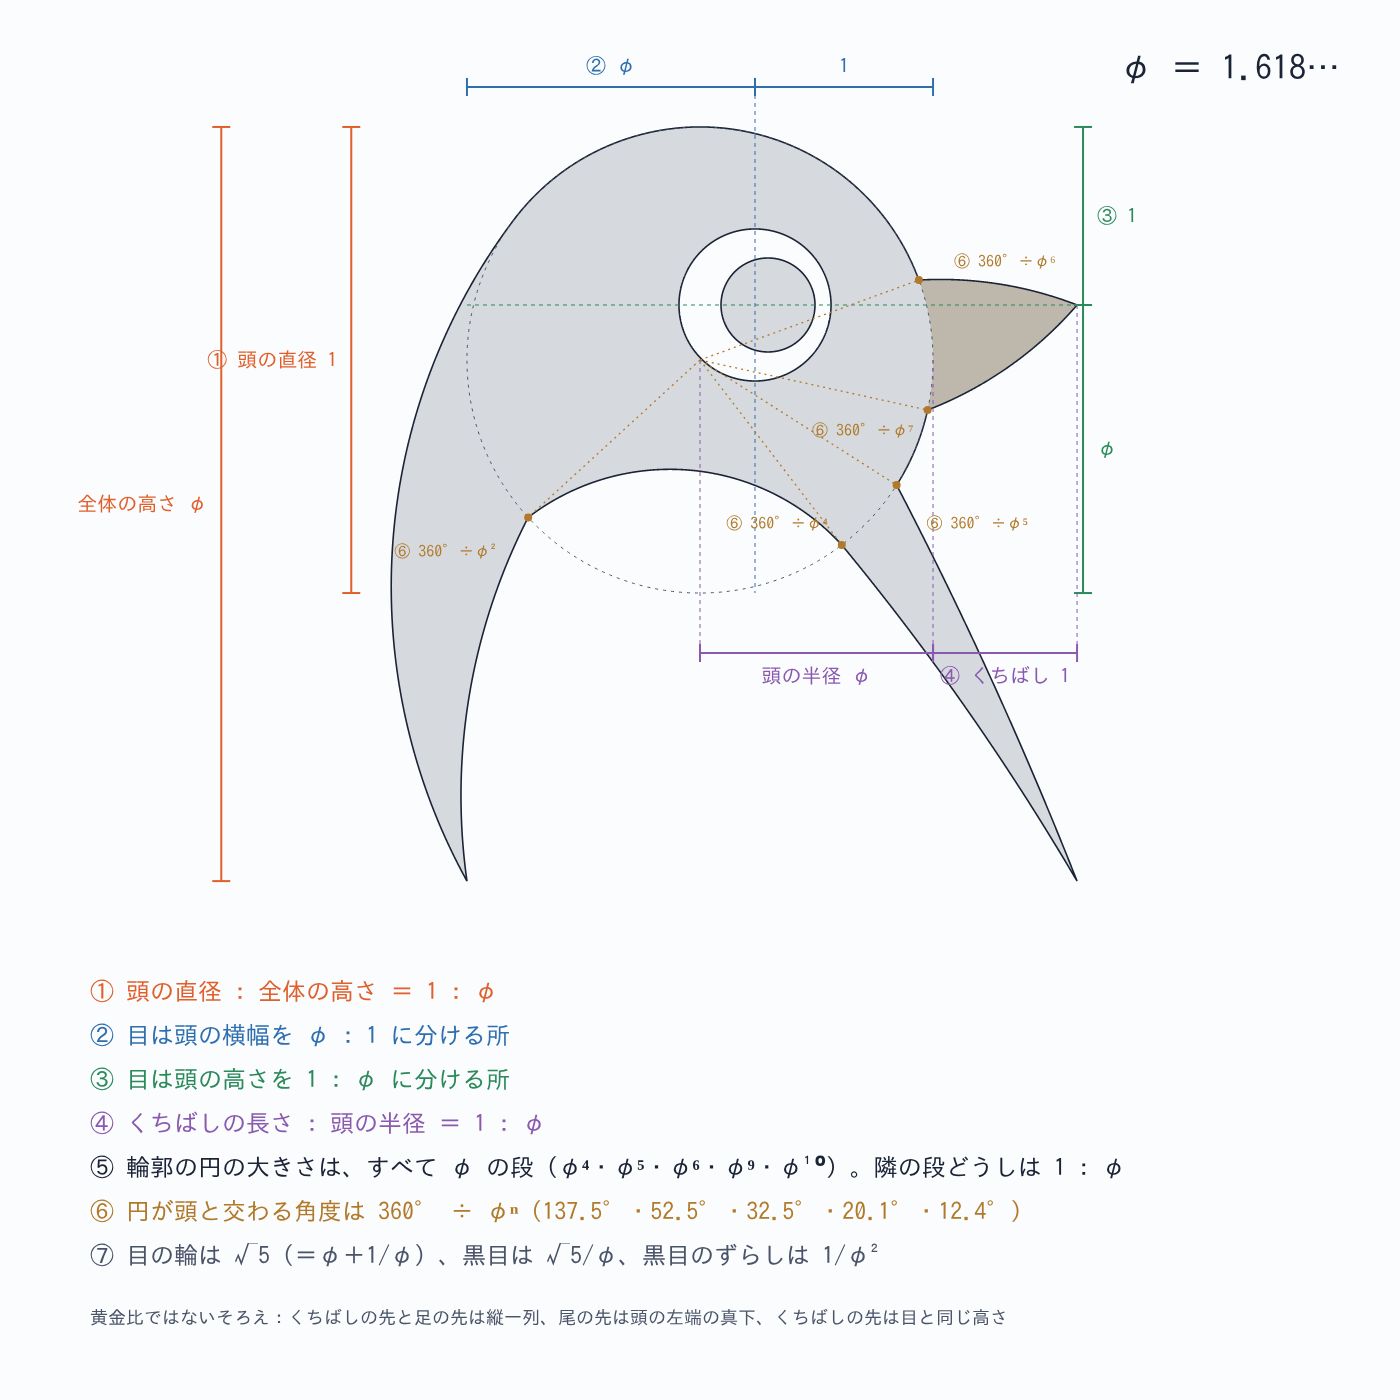 ② φ
1
φ = 1.618…
③ 1
⑥ 360° ÷φ⁶
① 頭の直径 1
⑥ 360° ÷φ⁷
φ
全体の高さ φ
⑥ 360° ÷φ⁴
⑥ 360° ÷φ⁵
⑥ 360° ÷φ²
頭の半径 φ
④ くちばし 1
① 頭の直径 : 全体の高さ = 1 : φ
② 目は頭の横幅を φ : 1 に分ける所
③ 目は頭の高さを 1 : φ に分ける所
④ くちばしの長さ : 頭の半径 = 1 : φ
⑤ 輪郭の円の大きさは、すべて φ の段（φ⁴・φ⁵・φ⁶・φ⁹・φ¹⁰）。隣の段どうしは 1 : φ
⑥ 円が頭と交わる角度は 360° ÷ φⁿ（137.5°・52.5°・32.5°・20.1°・12.4°）
⑦ 目の輪は √5（＝φ＋1/φ）、黒目は √5/φ、黒目のずらしは 1/φ²
黄金比ではないそろえ：くちばしの先と足の先は縦一列、尾の先は頭の左端の真下、くちばしの先は目と同じ高さ